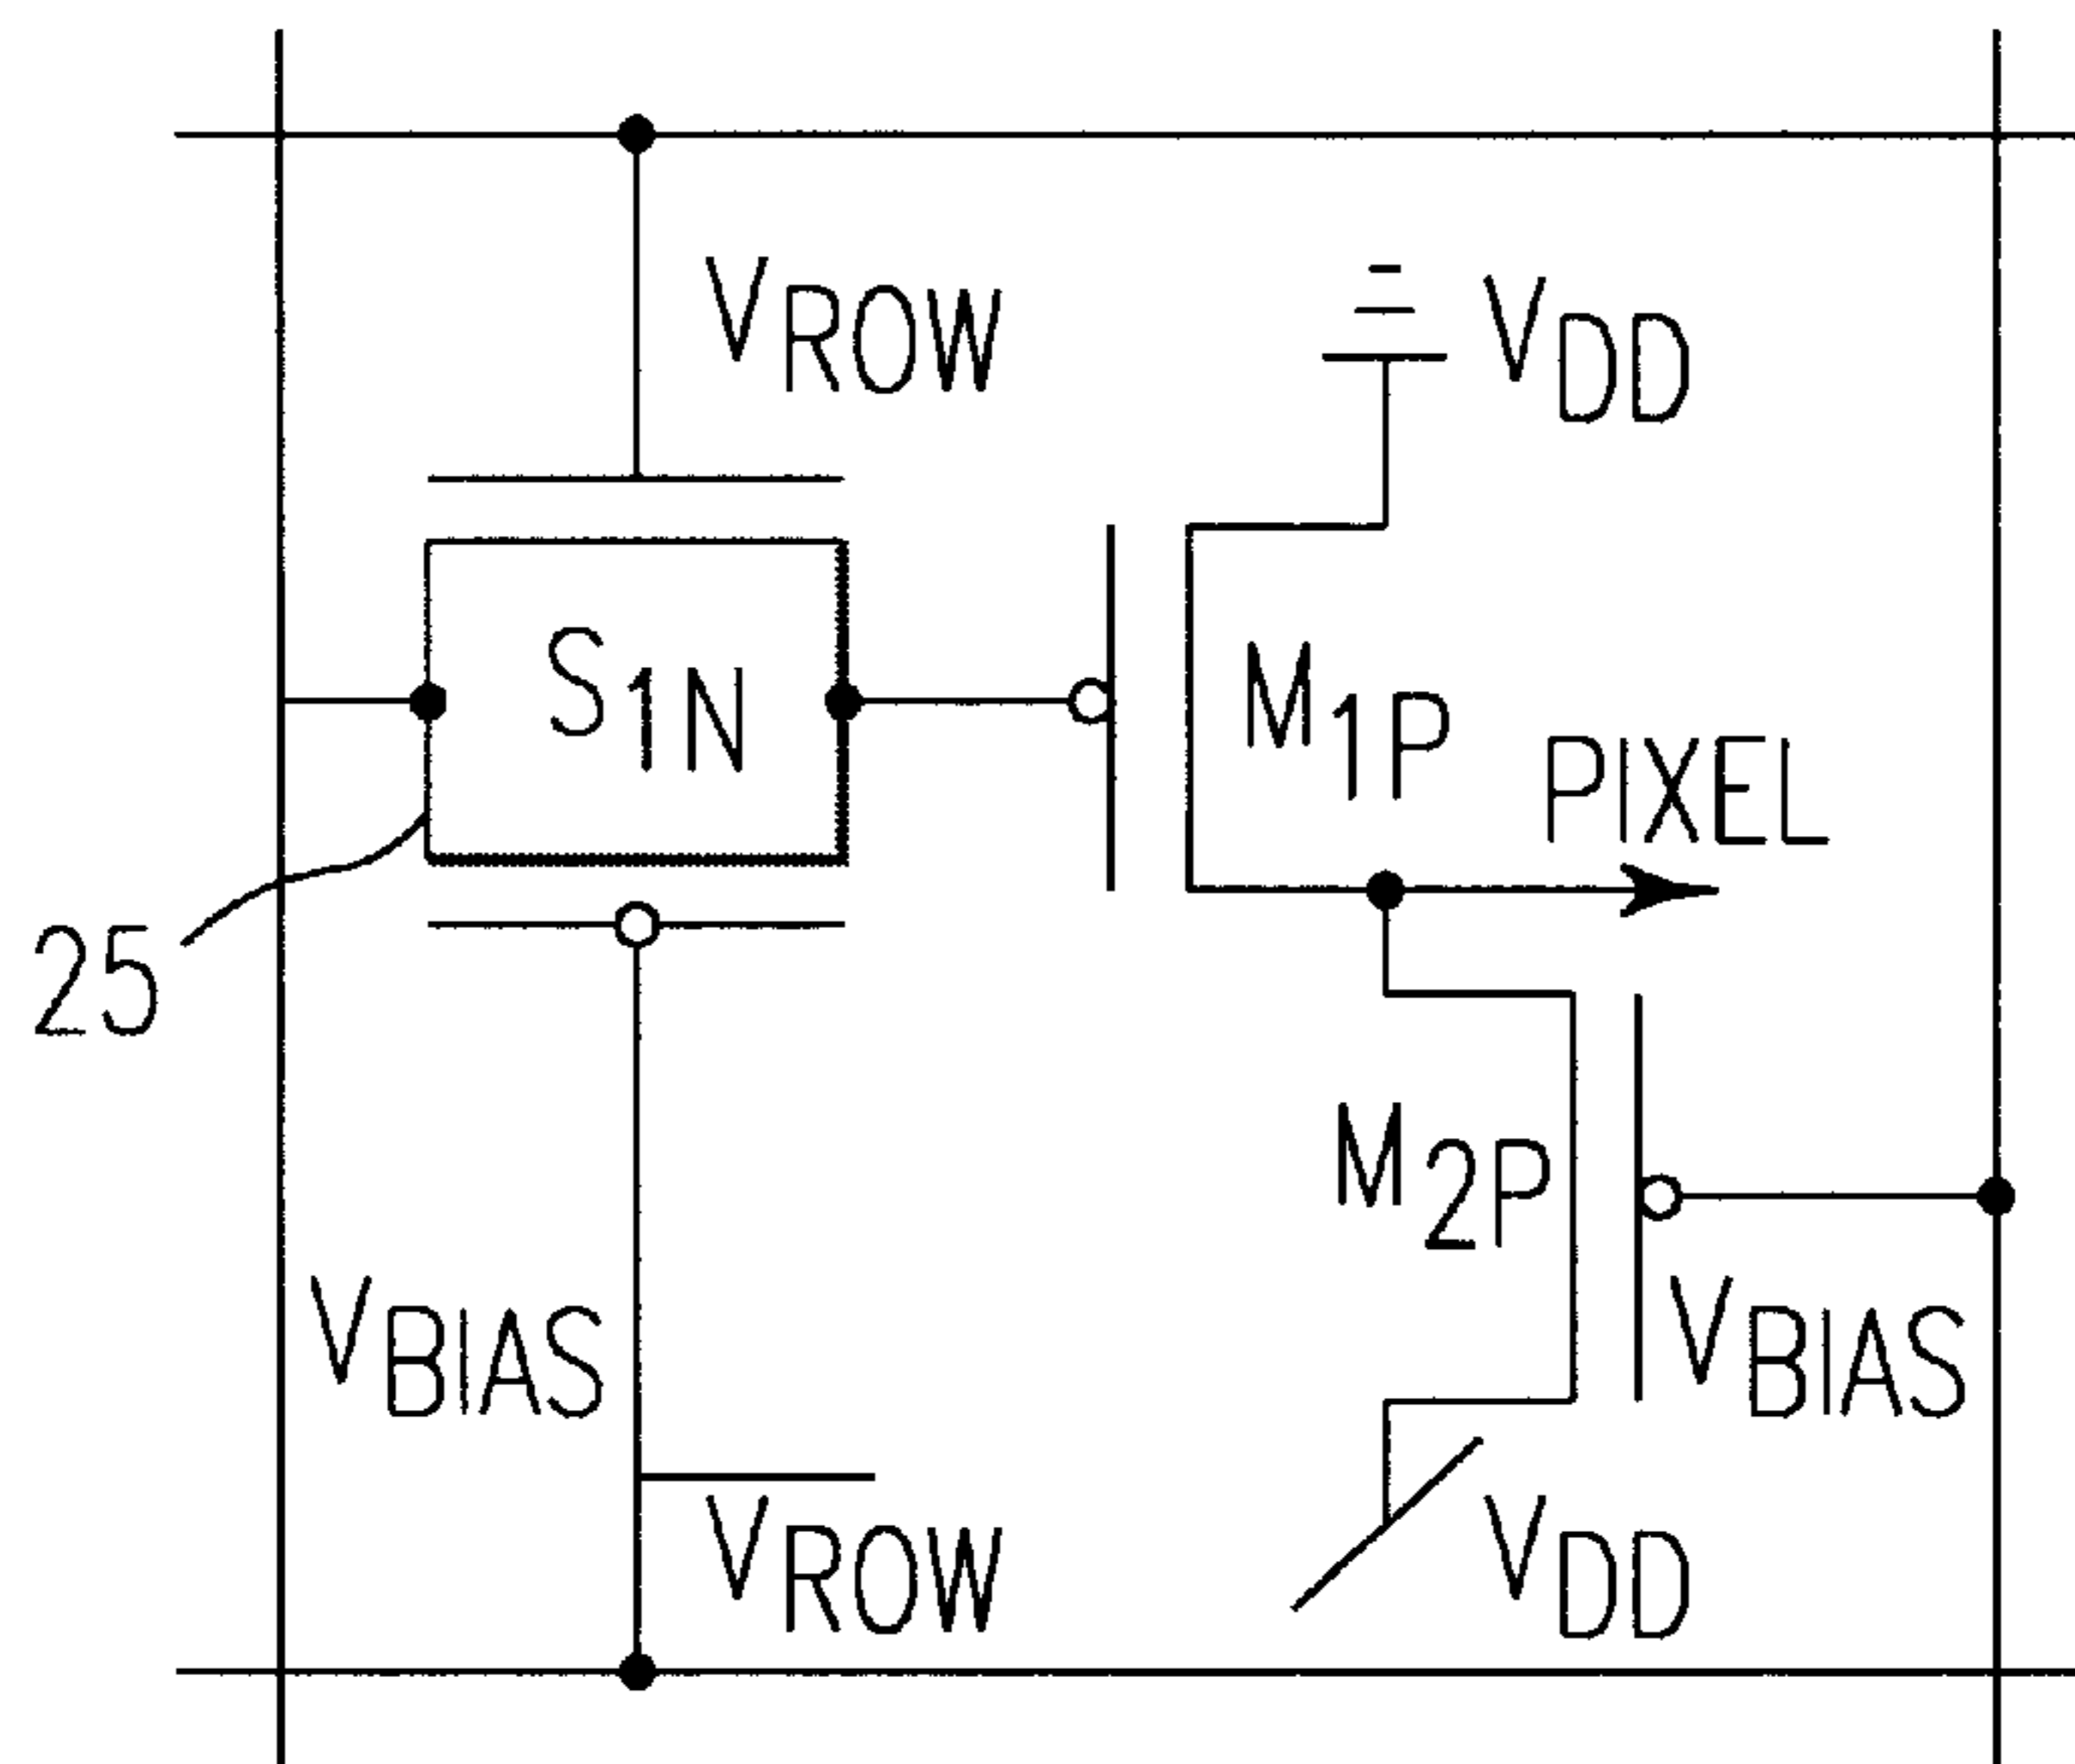 VROW
VDD
S1N
M1P
PIXEL
25
M2P
VBIAS
VBIAS
VROW
VDD